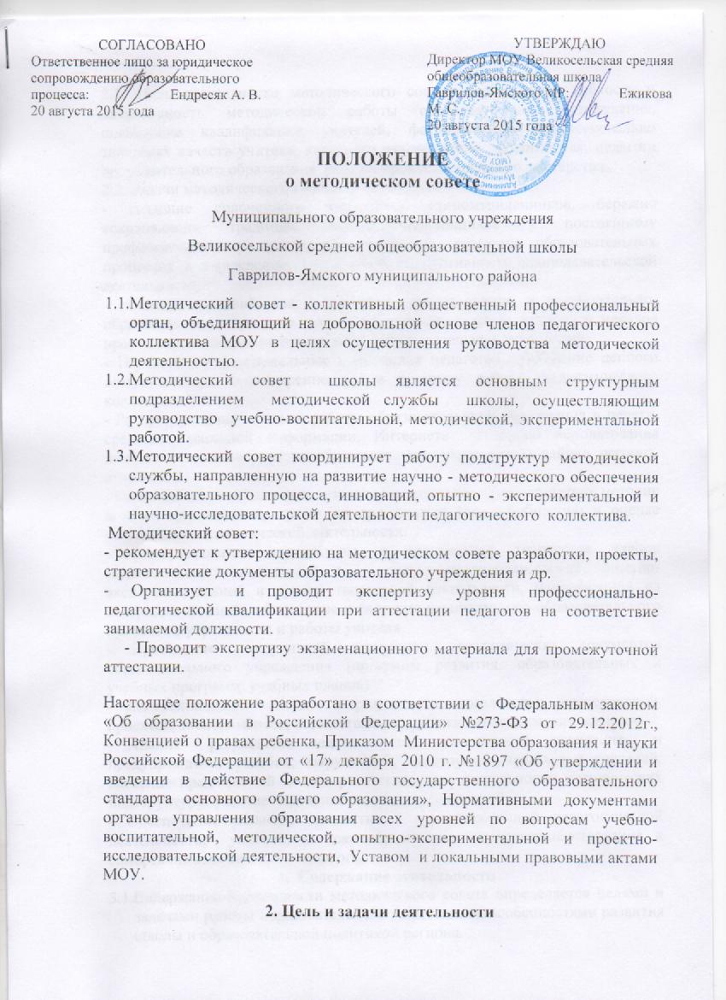 СОГЛАСОВАНО
Ответственное лицо за юридическое
сопровождению образовательного
процесса: Ендресяк А. В.
20 августа 2015 года
УТВЕРЖДАЮ
Директор МОУ Великосельская средняя
общеобразовательная школа
Гаврилов-Ямского МР: Ежикова
М. С.
20 августа 2015 года
ПОЛОЖЕНИЕ
о методическом совете
Муниципального образовательного учреждения
Великосельской средней общеобразовательной школы
Гаврилов-Ямского муниципального района
1.1.Методический совет - коллективный общественный профессиональный
орган, объединяющий на добровольной основе членов педагогического
коллектива МОУ в целях осуществления руководства методической
деятельностью.
1.2.Методический совет школы является основным структурным
подразделением методической службы школы, осуществляющим
руководство учебно-воспитательной, методической, экспериментальной
работой.
1.3.Методический совет координирует работу подструктур методической
службы, направленную на развитие научно - методического обеспечения
образовательного процесса, инноваций, опытно - экспериментальной и
научно-исследовательской деятельности педагогического коллектива.
Методический совет:
- рекомендует к утверждению на методическом совете разработки, проекты,
стратегические документы образовательного учреждения и др.
- Организует и проводит экспертизу уровня профессионально-
педагогической квалификации при аттестации педагогов на соответствие
занимаемой должности.
- Проводит экспертизу экзаменационного материала для промежуточной
аттестации.
Настоящее положение разработано в соответствии с Федеральным законом
«Об образовании в Российской Федерации» №273-ФЗ от 29.12.2012г.,
Конвенцией о правах ребенка, Приказом Министерства образования и науки
Российской Федерации от «17» декабря 2010 г. №1897 «Об утверждении и
введении в действие Федерального государственного образовательного
стандарта основного общего образования», Нормативными документами
органов управления образования всех уровней по вопросам учебно-
воспитательной, методической, опытно-экспериментальной и проектно-
исследовательской деятельности, Уставом и локальными правовыми актами
МОУ.
2. Цель и задачи деятельности